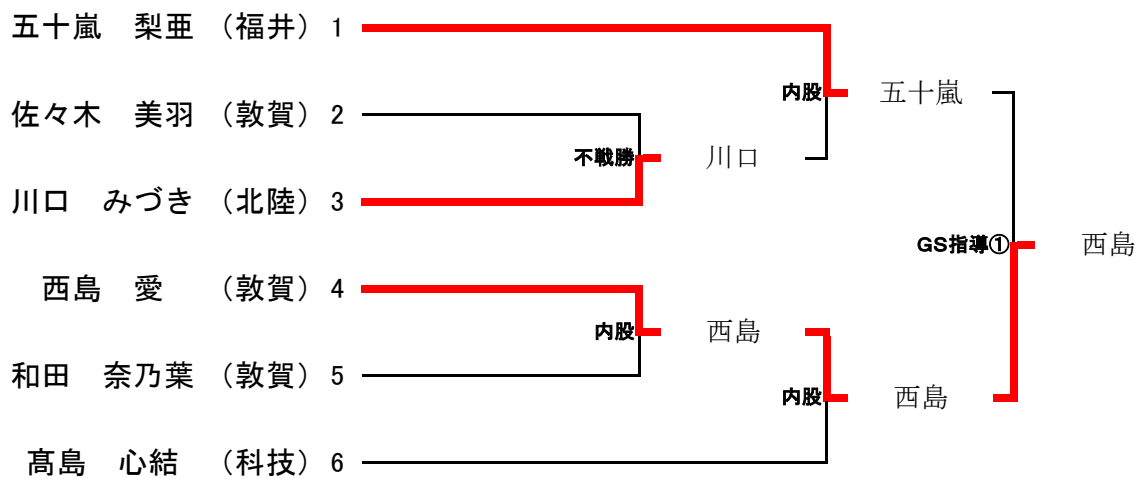 五十嵐　梨亜　（福井） 1
内股
五十嵐
佐々木　美羽　（敦賀） 2
不戦勝
川口
川口　みづき　（北陸） 3
GS指導①
西島
西島　愛　（敦賀） 4
内股
西島
和田　奈乃葉　（敦賀） 5
内股
西島
髙島　心結　（科技） 6